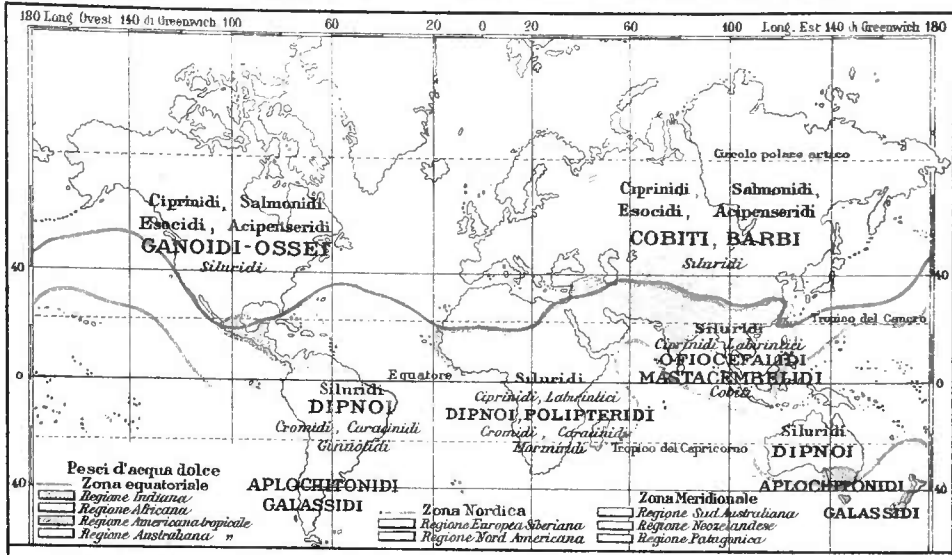 180 Long Ovest 140 di Greenwich 100 60 20 0 20 60 100 Long. Est 140 di Greenwich 180
Circolo polare artico
Ciprinidi, Salmonidi
Esocidi, Acipenseridi
GANOIDI-OSSEI
Siluridi
Ciprinidi, Salmonidi,
Esocidi, Acipenseridi
COBITI, BARBI
Siluridi
40 40
Tropico del Cancro
Siluridi
Ciprinidi Labirintici
OFIOCEFALIDI
MASTACEMBELIDI
Cobiti
0 Equatore 0
Siluridi
DIPNOI
Cromidi, Caracinidi
Ginnotidi
Siluridi
Ciprinidi, Labirintici
DIPNOI, POLIPTERIDI
Cromidi, Caracinidi
Mormiridi
Tropico del Capricorno
Siluridi
DIPNOI
40 APLOCHITONIDI
GALASSIDI
APLOCHITONIDI 40
GALASSIDI
Pesci d'acqua dolce
Zona equatoriale
Regione Indiana
Regione Africana
Regione Americana tropicale
Regione Australiana "
Zona Nordica
Regione Europea Siberiana
Regione Nord Americana
Zona Meridionale
Regione Sud Australiana
Regione Neozelandese
Regione Patagonica